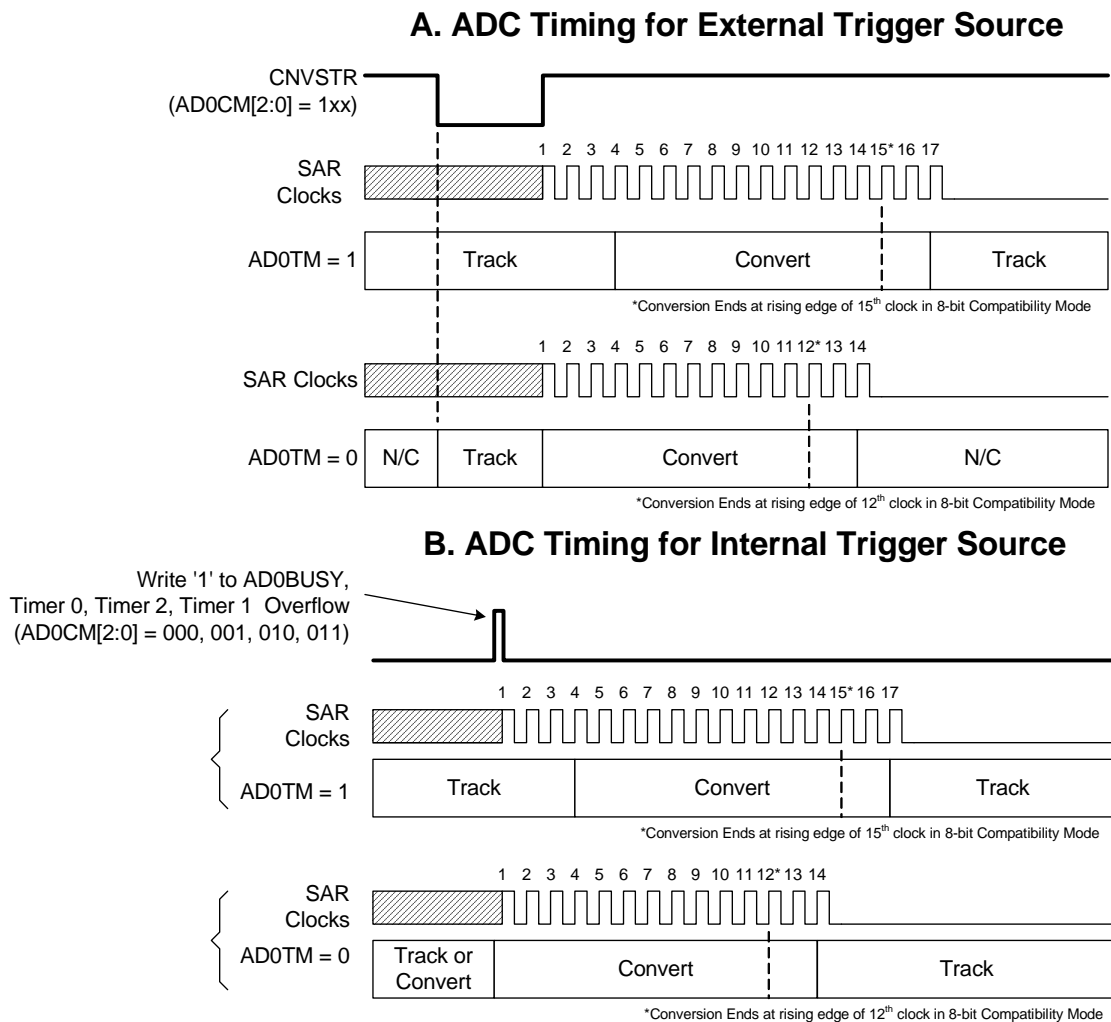 A. ADC Timing for External Trigger Source
CNVSTR
(AD0CM[2:0] = 1xx)
1 2 3 4 5 6 7 8 9 10 11 12 13 14 15* 16 17
SAR
Clocks
AD0TM = 1
Track
Convert
Track
*Conversion Ends at rising edge of 15th clock in 8-bit Compatibility Mode
1 2 3 4 5 6 7 8 9 10 11 12* 13 14
SAR Clocks
AD0TM = 0
N/C
Track
Convert
N/C
*Conversion Ends at rising edge of 12th clock in 8-bit Compatibility Mode
B. ADC Timing for Internal Trigger Source
Write '1' to AD0BUSY,
Timer 0, Timer 2, Timer 1 Overflow
(AD0CM[2:0] = 000, 001, 010, 011)
1 2 3 4 5 6 7 8 9 10 11 12 13 14 15* 16 17
SAR
Clocks
AD0TM = 1
Track
Convert
Track
*Conversion Ends at rising edge of 15th clock in 8-bit Compatibility Mode
1 2 3 4 5 6 7 8 9 10 11 12* 13 14
SAR
Clocks
AD0TM = 0
Track or
Convert
Convert
Track
*Conversion Ends at rising edge of 12th clock in 8-bit Compatibility Mode